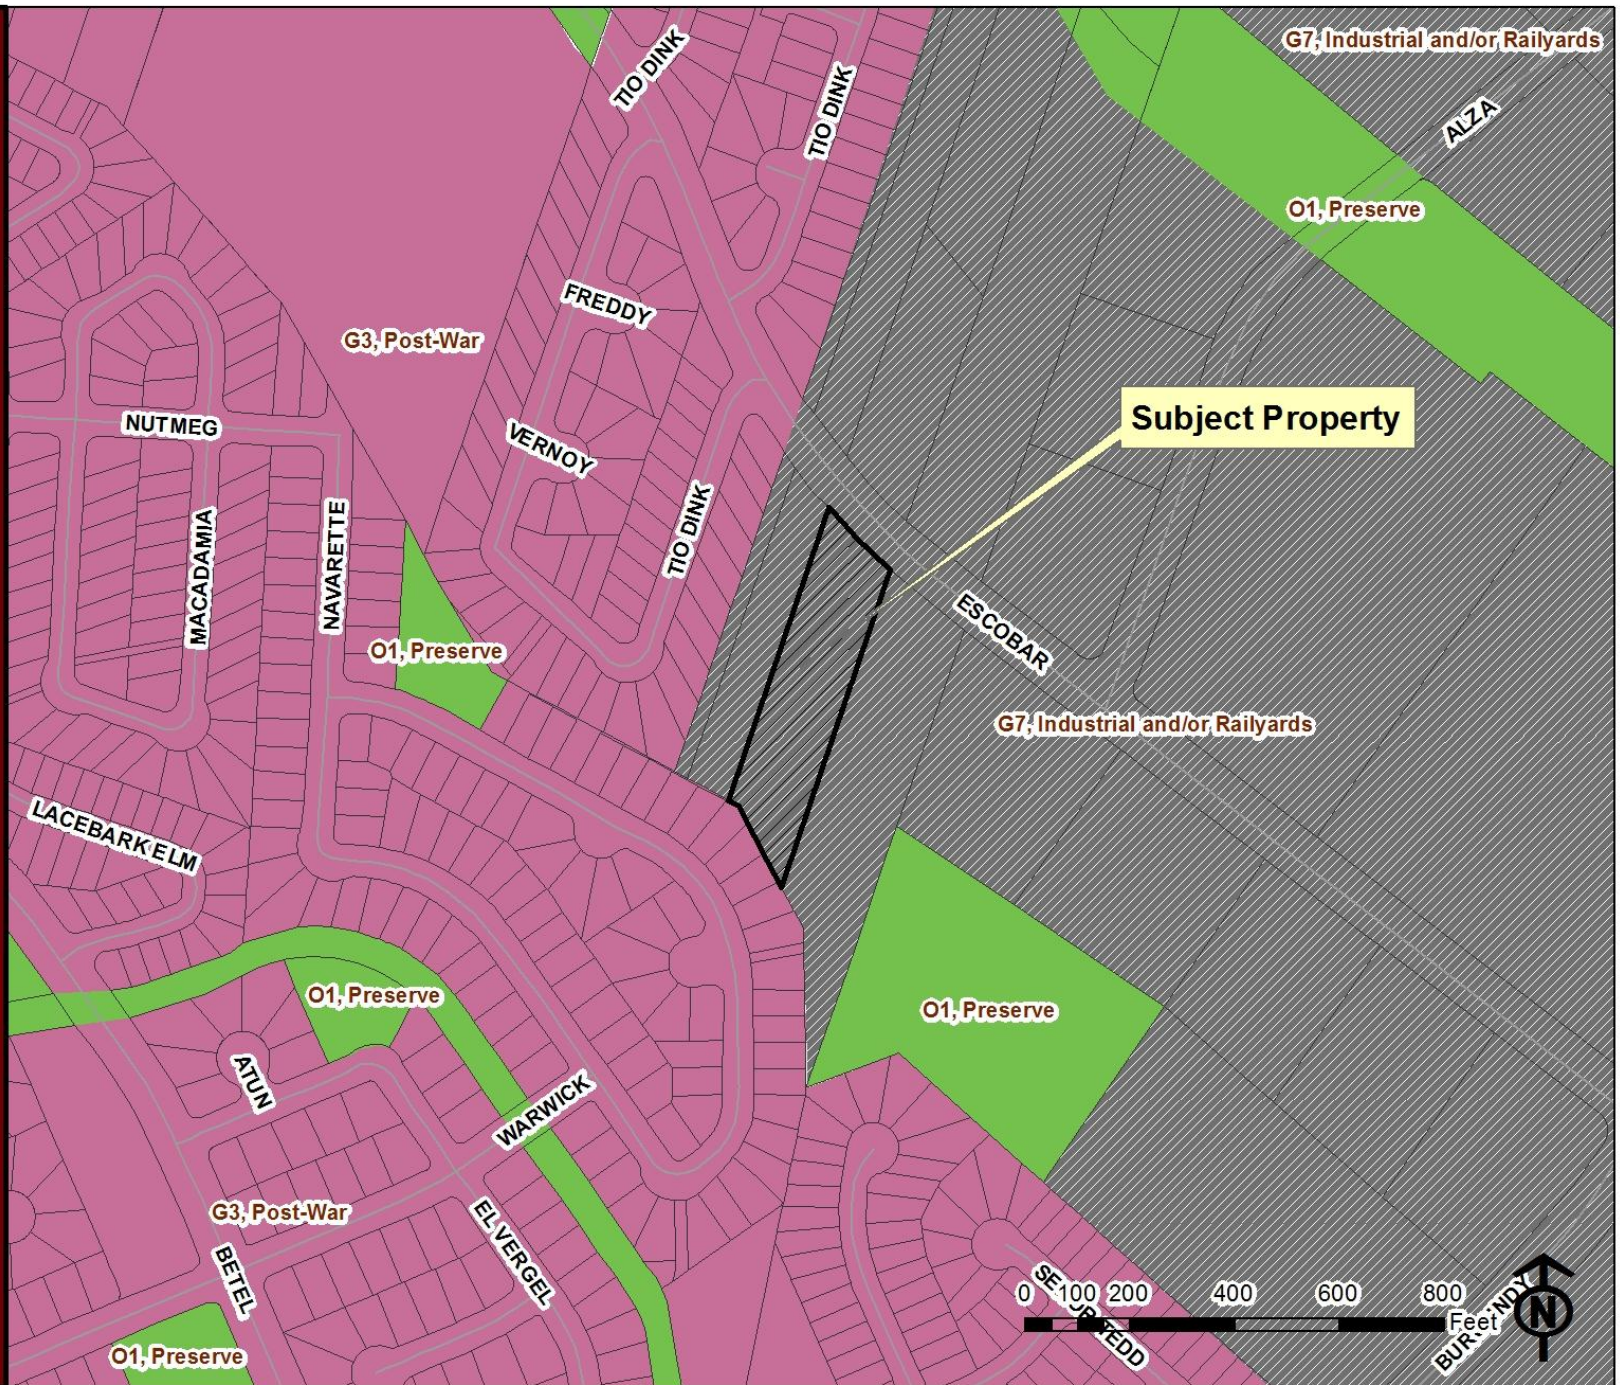 G7, Industrial and/or Railyards
TIO DINK
TIO DINK
ALZA
O1, Preserve
FREDDY
G3, Post-War
Subject Property
NUTMEG
VERNOY
TIO DINK
MACADAMIA
NAVARETTE
ESCOBAR
O1, Preserve
G7, Industrial and/or Railyards
LACEBARK ELM
O1, Preserve
O1, Preserve
ATUN
WARWICK
G3, Post-War
EL VERGEL
BETEL
0 100 200 400 600 800
Feet
N
O1, Preserve